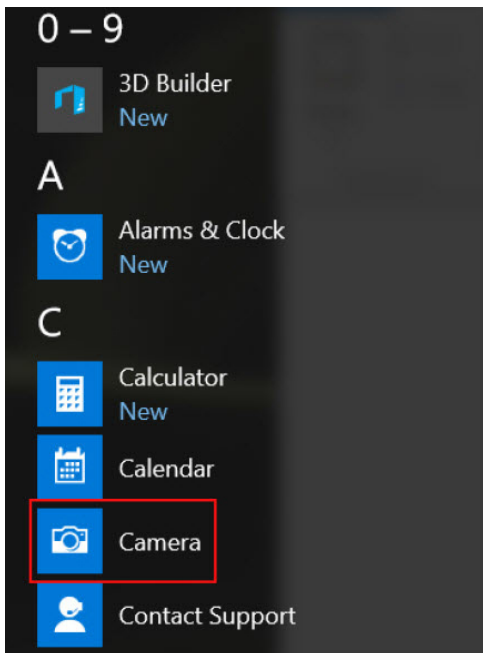 0 – 9
3D Builder
New
A
Alarms & Clock
New
C
Calculator
New
Calendar
Camera
Contact Support